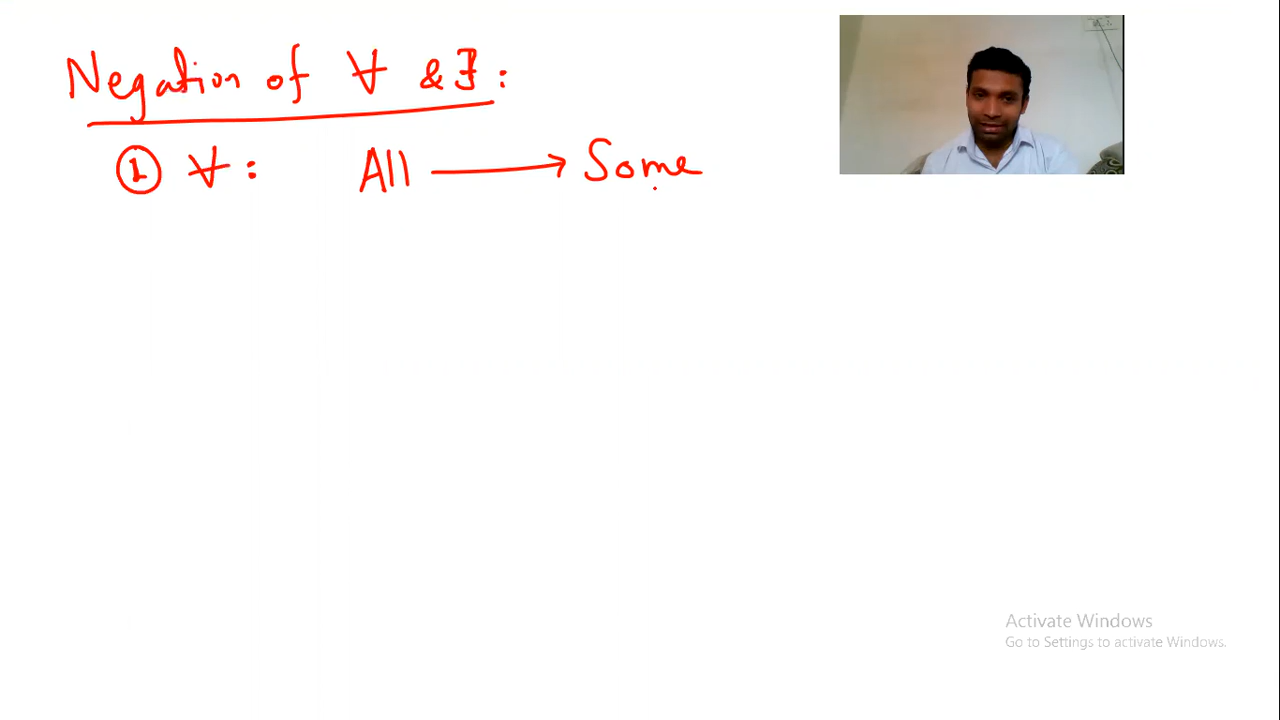 Negation of ∀ & ∃ :
① ∀ : All → Some
Activate Windows
Go to Settings to activate Windows.